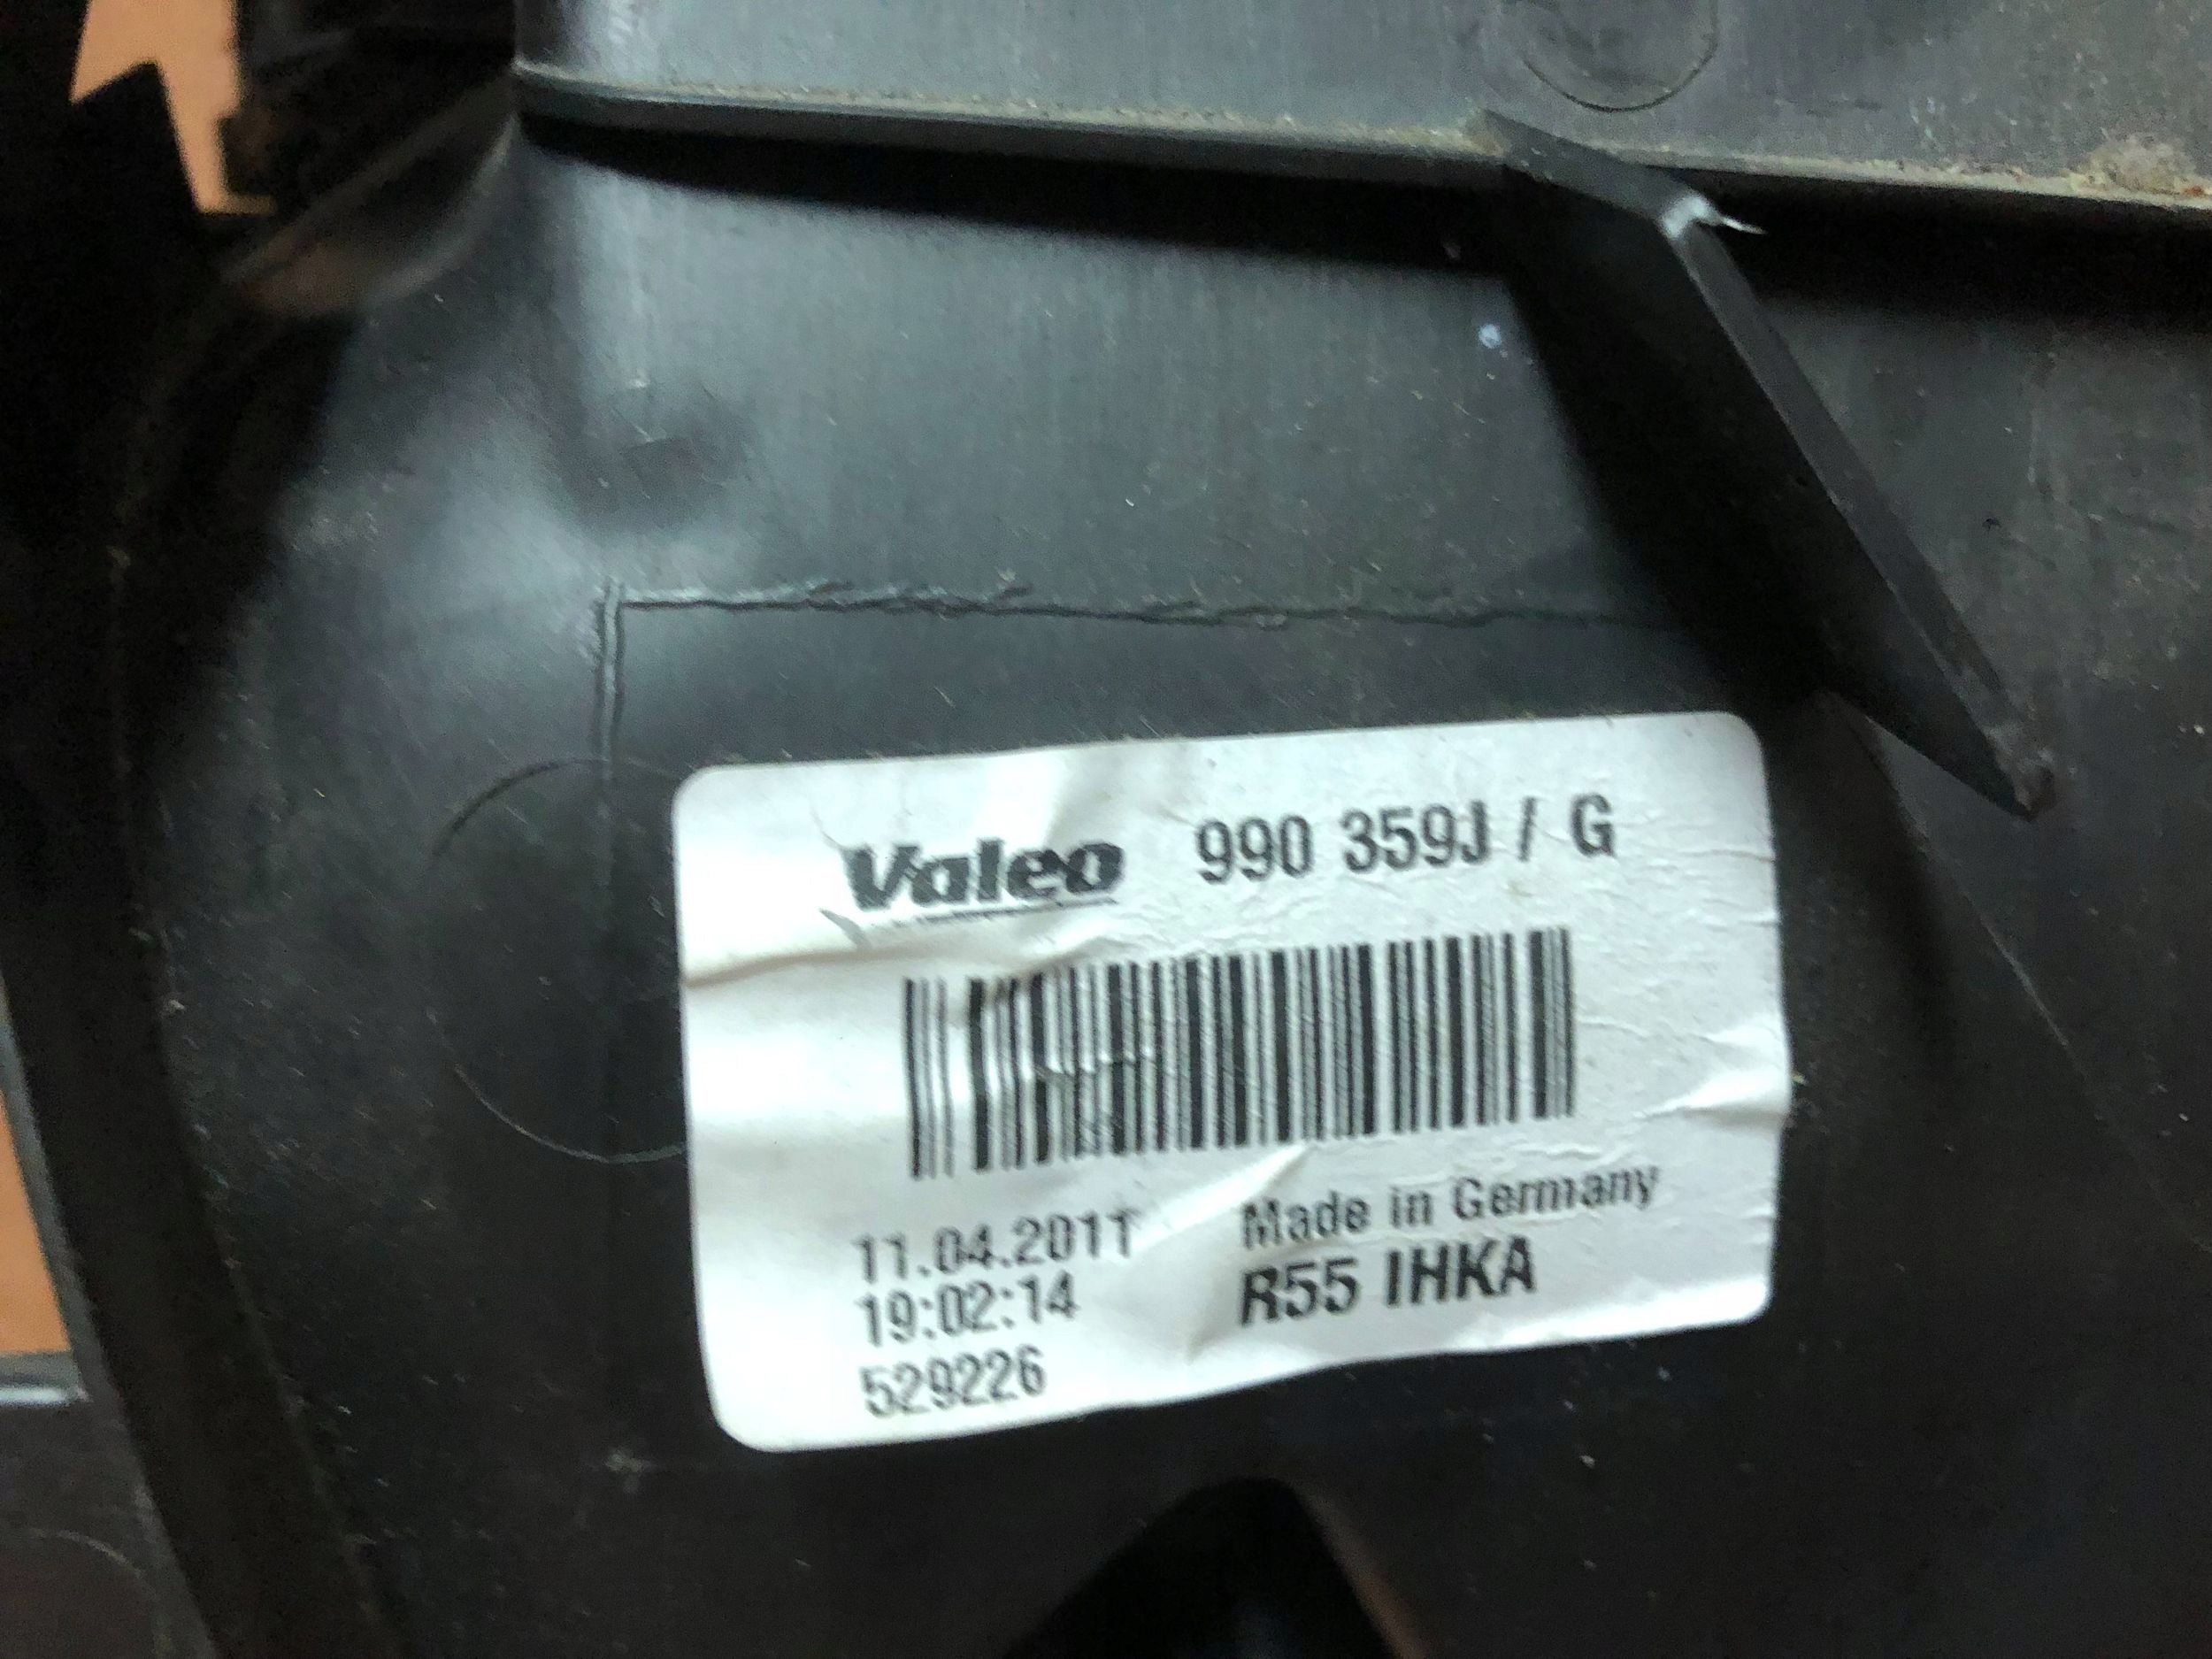 Valeo 990 359J / G
11.04.2011 Made in Germany
19:02:14 R55 IHKA
529226